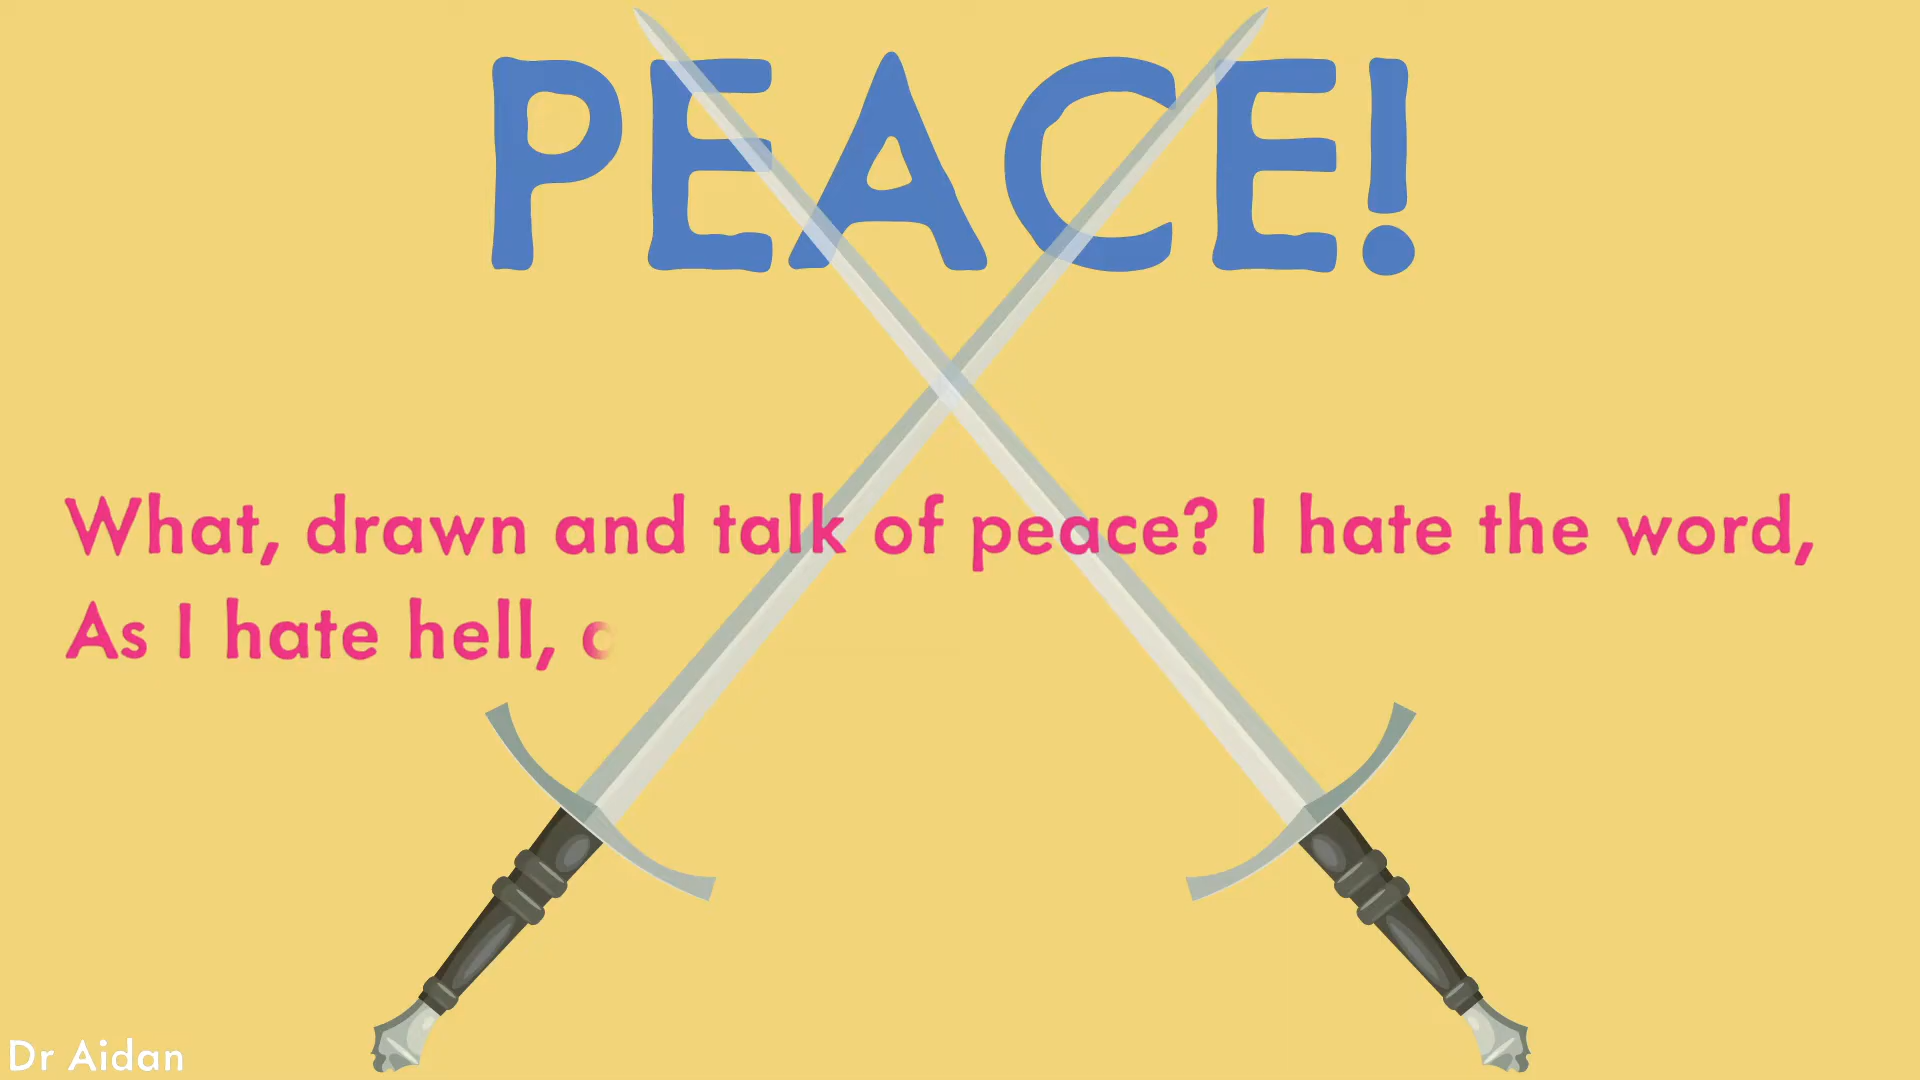 PEACE!
What, drawn and talk of peace? I hate the word,
As I hate hell,
Dr Aidan